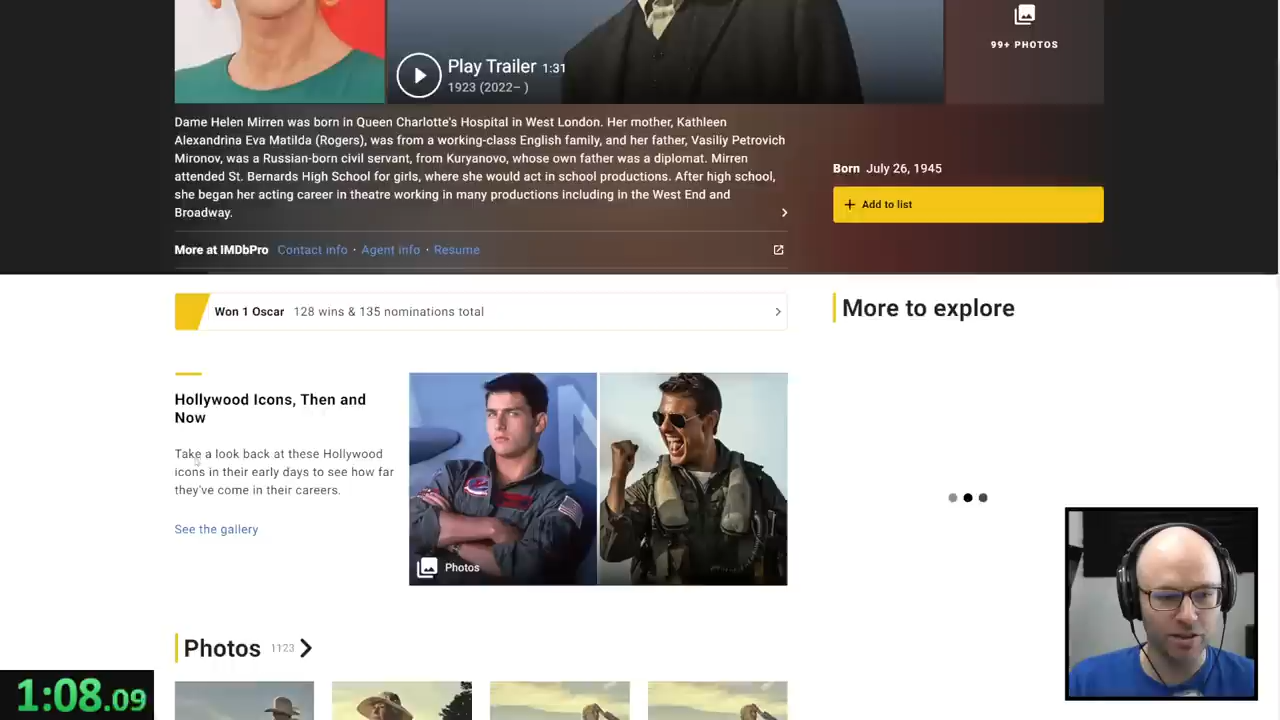 99+ PHOTOS
Play Trailer 1:31
1923 (2022– )
Dame Helen Mirren was born in Queen Charlotte's Hospital in West London. Her mother, Kathleen
Alexandrina Eva Matilda (Rogers), was from a working-class English family, and her father, Vasiliy Petrovich
Mironov, was a Russian-born civil servant, from Kuryanovo, whose own father was a diplomat. Mirren
attended St. Bernards High School for girls, where she would act in school productions. After high school,
she began her acting career in theatre working in many productions including in the West End and
Broadway.
Born July 26, 1945
+ Add to list
More at IMDbPro Contact info · Agent info · Resume
Won 1 Oscar 128 wins & 135 nominations total
More to explore
Hollywood Icons, Then and
Now
Take a look back at these Hollywood
icons in their early days to see how far
they've come in their careers.
See the gallery
Photos
Photos 1123
1:08.09